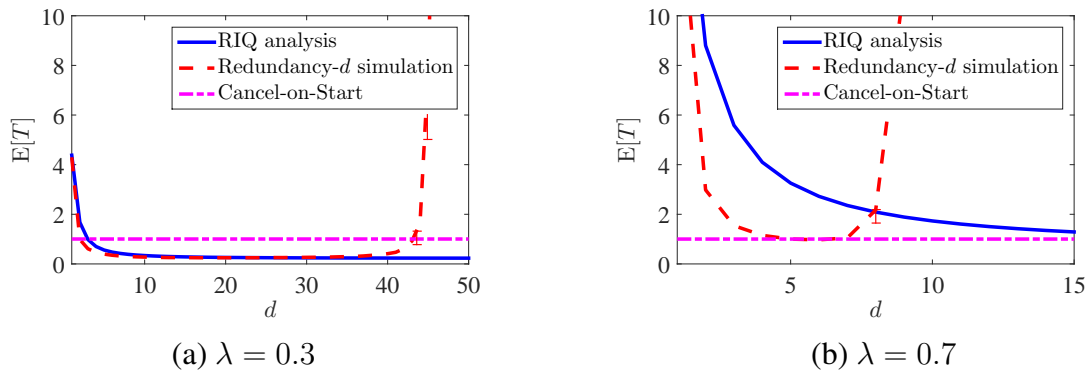 10
8
6
4
2
0
E[T]
RIQ analysis
Redundancy-d simulation
Cancel-on-Start
10 20 30 40 50
d
(a) λ = 0.3
10
8
6
4
2
0
E[T]
RIQ analysis
Redundancy-d simulation
Cancel-on-Start
5 10 15
d
(b) λ = 0.7